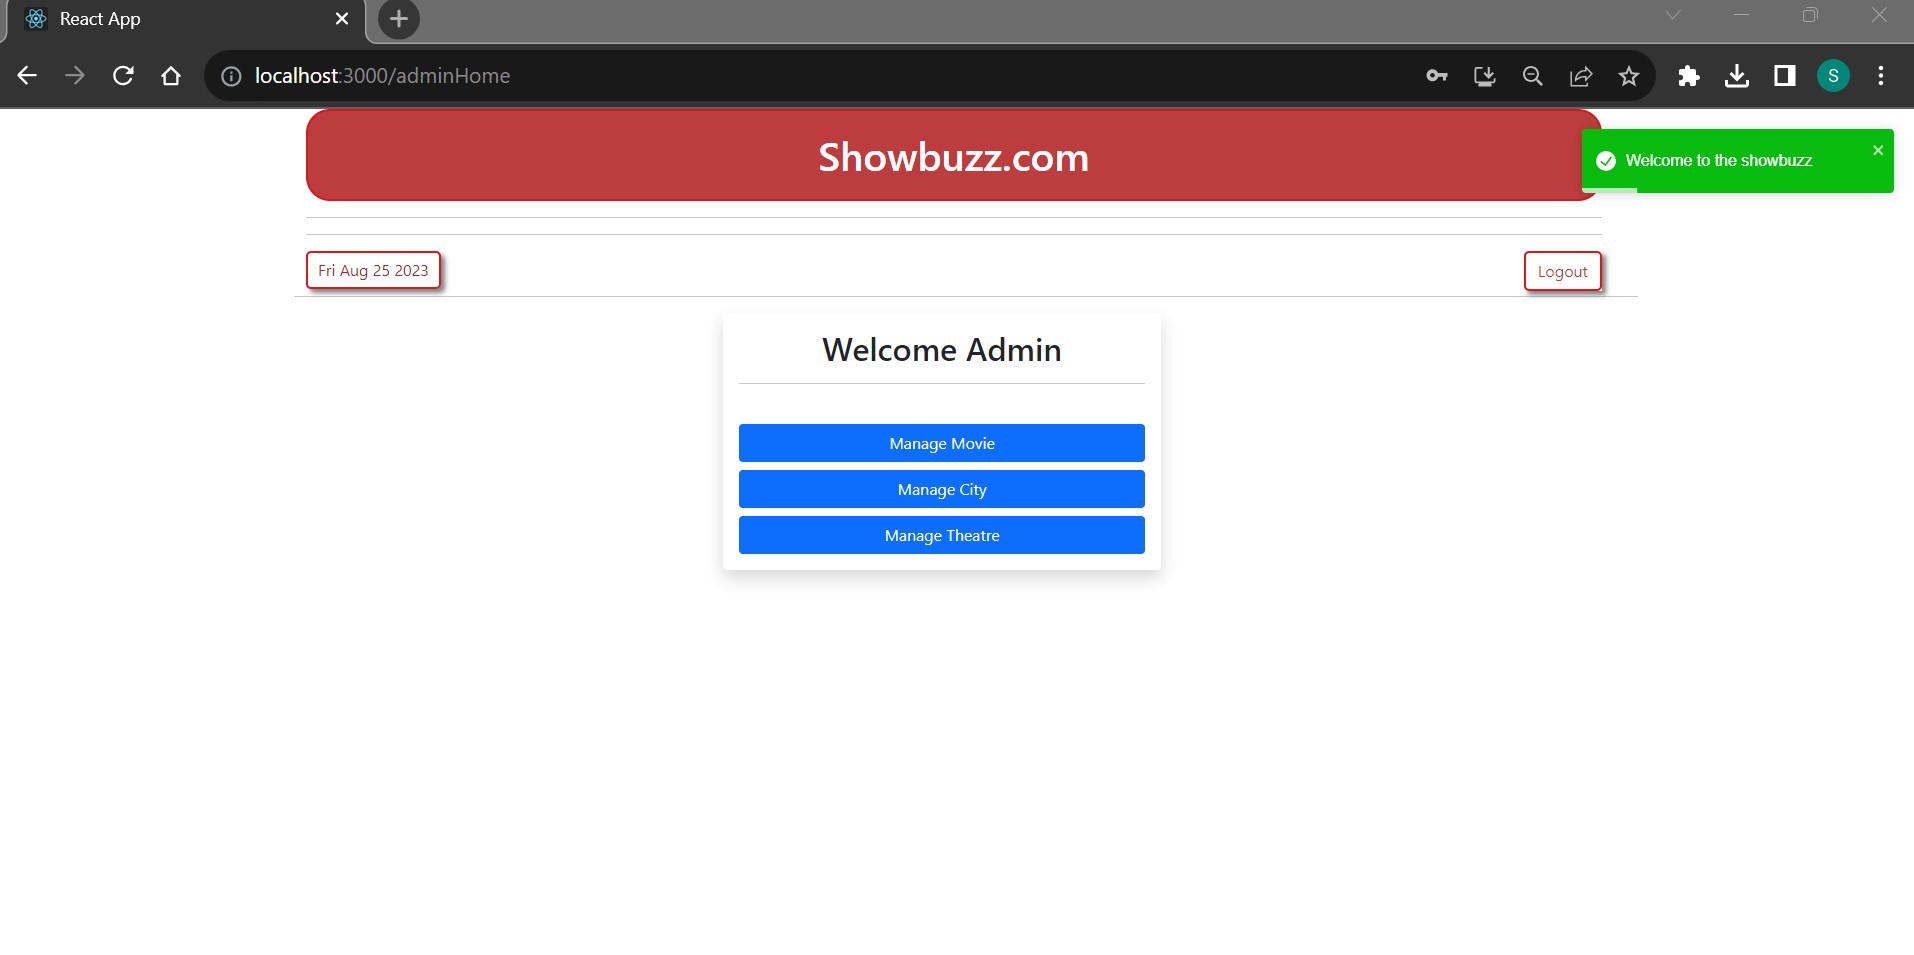 React App
localhost:3000/adminHome
S
Showbuzz.com
Welcome to the showbuzz
Fri Aug 25 2023
Logout
Welcome Admin
Manage Movie
Manage City
Manage Theatre